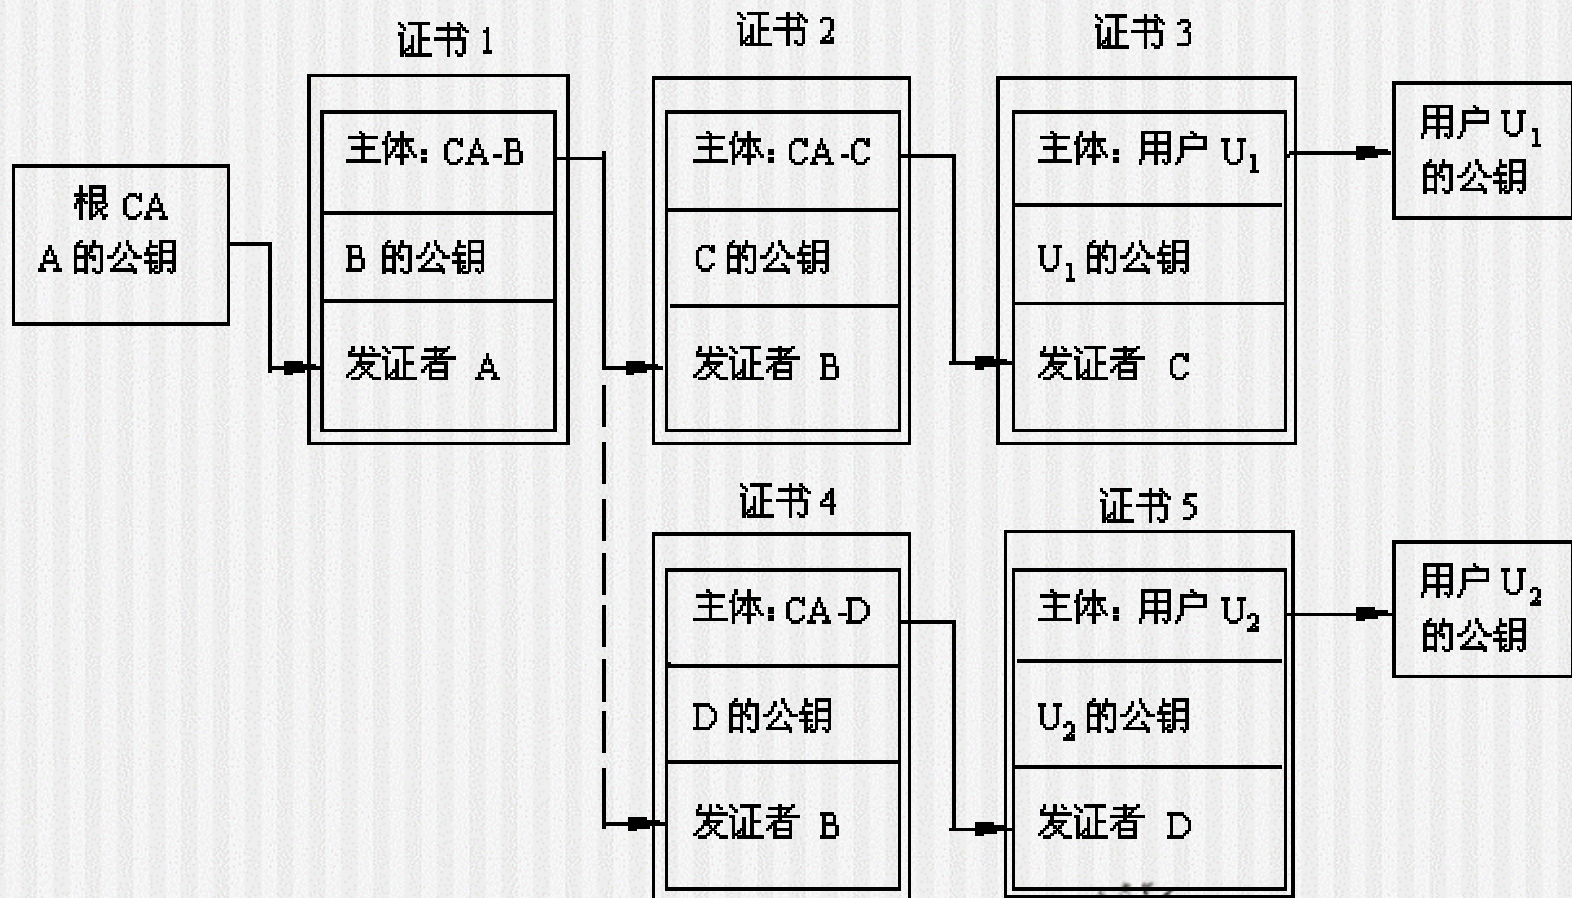 证书 1
证书 2
证书 3
根 CA
A 的公钥
主体: CA-B
B 的公钥
发证者 A
主体: CA-C
C 的公钥
发证者 B
主体: 用户 U₁
U₁ 的公钥
发证者 C
用户 U₁
的公钥
证书 4
证书 5
主体: CA-D
D 的公钥
发证者 B
主体: 用户 U₂
U₂ 的公钥
发证者 D
用户 U₂
的公钥